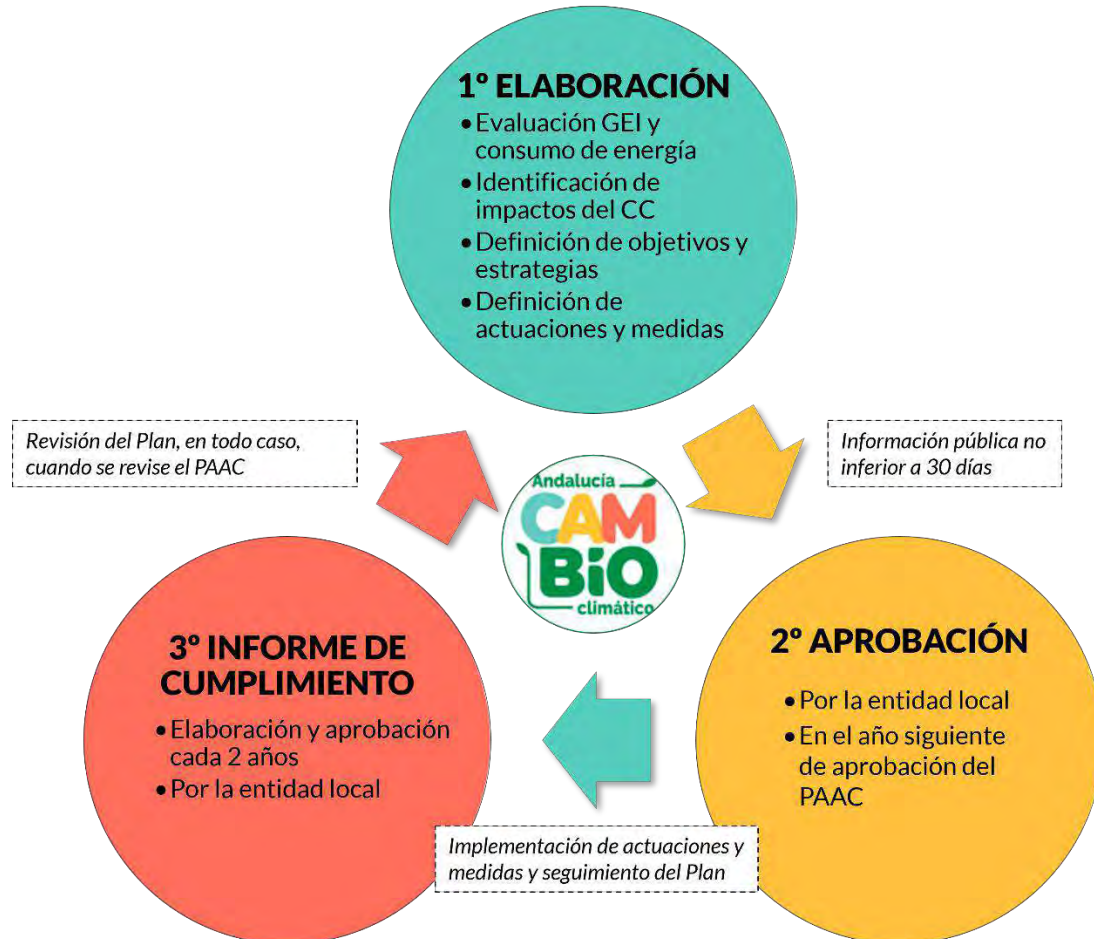 1º ELABORACIÓN
• Evaluación GEI y
consumo de energía
• Identificación de
impactos del CC
• Definición de objetivos y
estrategias
• Definición de
actuaciones y medidas
Revisión del Plan, en todo caso,
cuando se revise el PAAC
Información pública no
inferior a 30 días
Andalucía
CAM
BiO
climático
3º INFORME DE
CUMPLIMIENTO
• Elaboración y aprobación
cada 2 años
• Por la entidad local
2º APROBACIÓN
• Por la entidad local
• En el año siguiente
de aprobación del
PAAC
Implementación de actuaciones y
medidas y seguimiento del Plan